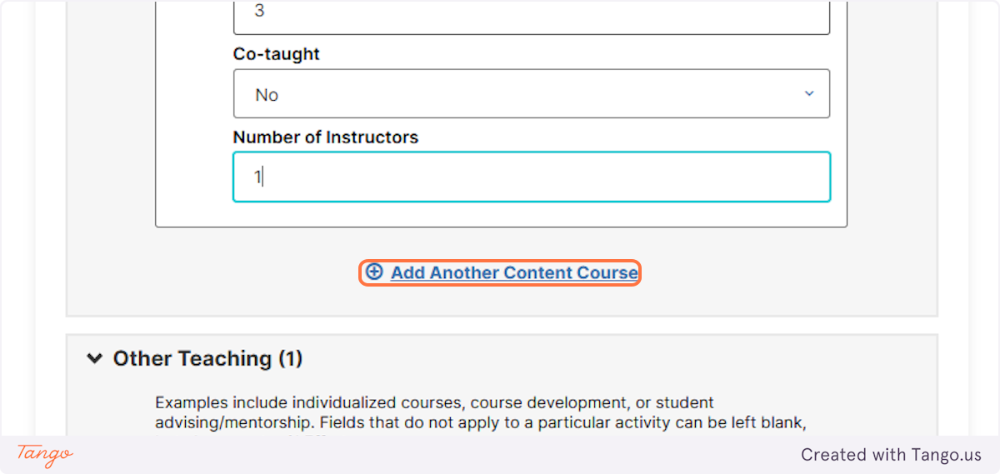 3
Co-taught
No
Number of Instructors
1
Add Another Content Course
Other Teaching (1)
Examples include individualized courses, course development, or student
advising/mentorship. Fields that do not apply to a particular activity can be left blank,
Tango
Created with Tango.us